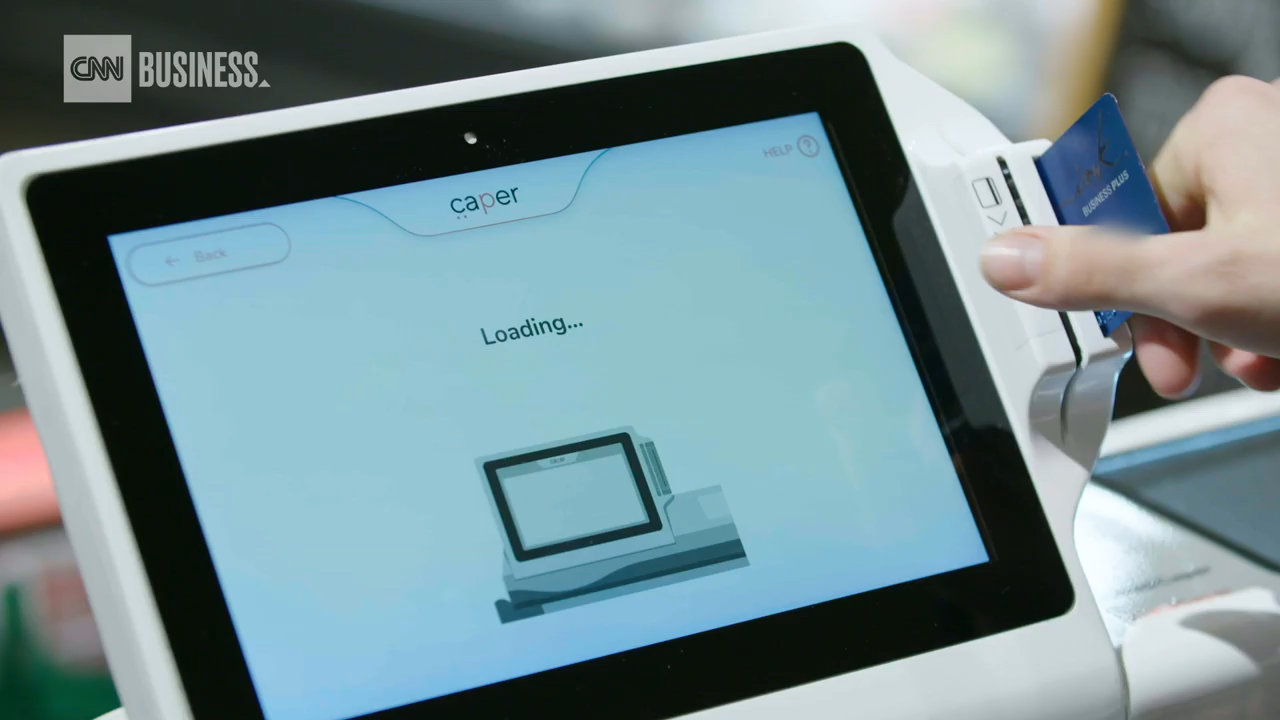 CNN BUSINESS
HELP ?
caper
← Back
Loading...
BUSINESS PLUS